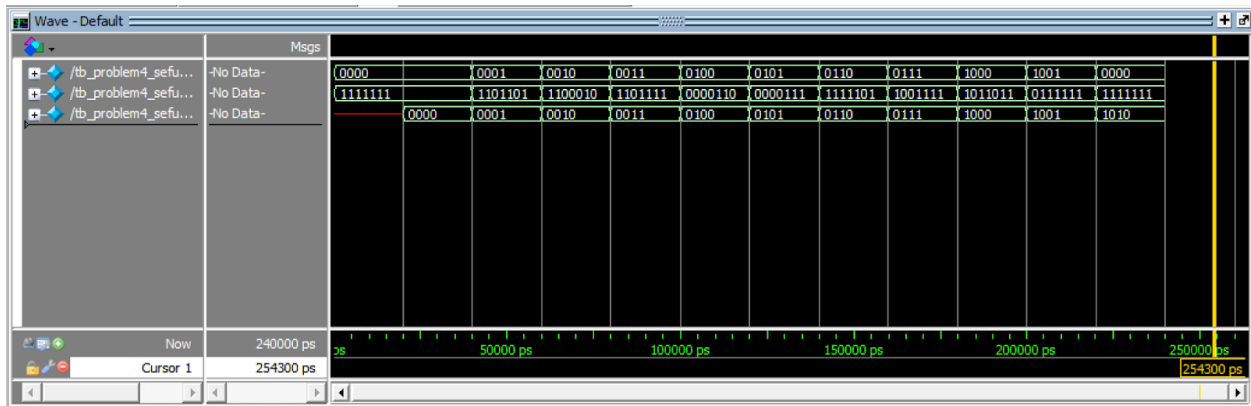 Wave - Default
Msgs
/tb_problem4_sefu... -No Data- 0000 0001 0010 0011 0100 0101 0110 0111 1000 1001 0000
/tb_problem4_sefu... -No Data- 1111111 1101101 1100010 1101111 0000110 0000111 1111101 1001111 1011011 0111111 1111111
/tb_problem4_sefu... -No Data- 0000 0001 0010 0011 0100 0101 0110 0111 1000 1001 1010
Now 240000 ps ps 50000 ps 100000 ps 150000 ps 200000 ps 250000 ps
Cursor 1 254300 ps 254300 ps